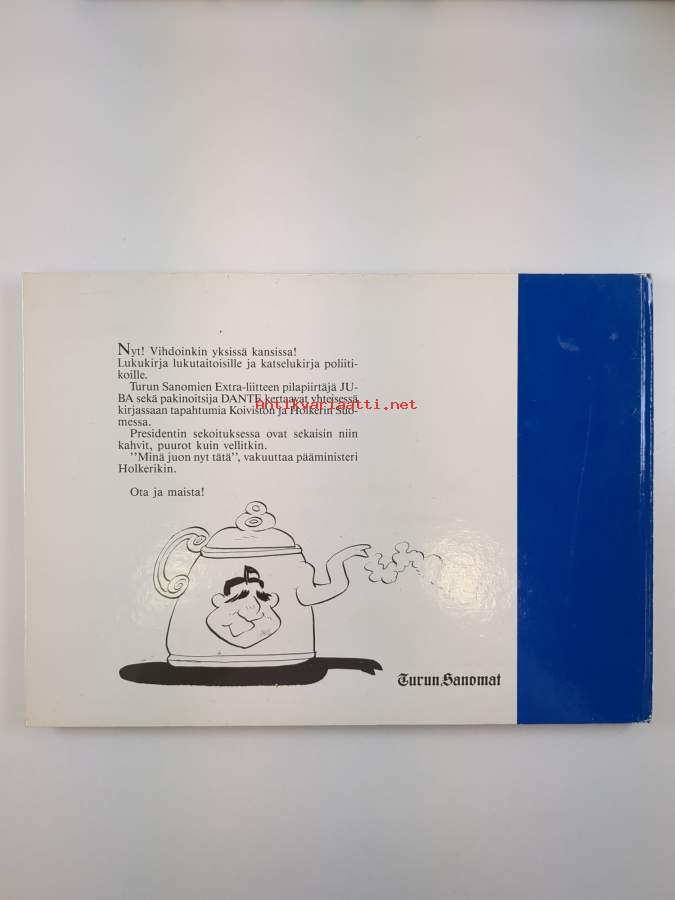 Nyt! Vihdoinkin yksissä kansissa!
Lukukirja lukutaitoisille ja katselukirja poliiti-
koille.
Turun Sanomien Extra-liitteen pilapiirtäjä JU-
BA sekä pakinoitsija DANTE kertaavat yhteisessä
kirjassaan tapahtumia Koiviston ja Holkerin Suo-
messa.
antikvariaatti.net
Presidentin sekoituksessa ovat sekaisin niin
kahvit, puurot kuin vellitkin.
''Minä juon nyt tätä'', vakuuttaa pääministeri
Holkerikin.
Ota ja maista!
Turun Sanomat